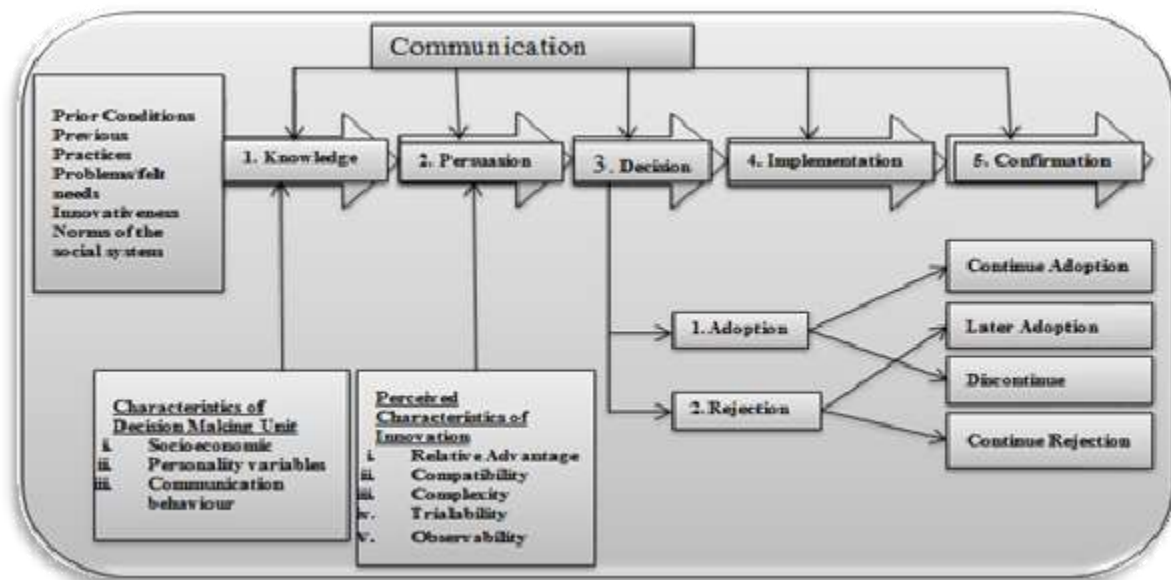 Communication
Prior Conditions
Previous
Practices
Problems/felt
needs
Innovativeness
Norms of the
social system
1. Knowledge
2. Persuasion
3. Decision
4. Implementation
5. Confirmation
Continue Adoption
1. Adoption
Later Adoption
Discontinue
2. Rejection
Continue Rejection
Characteristics of
Decision Making Unit
i. Socioeconomic
ii. Personality variables
iii. Communication
behaviour
Perceived
Characteristics of
Innovation
i. Relative Advantage
ii. Compatibility
iii. Complexity
iv. Trialability
v. Observability